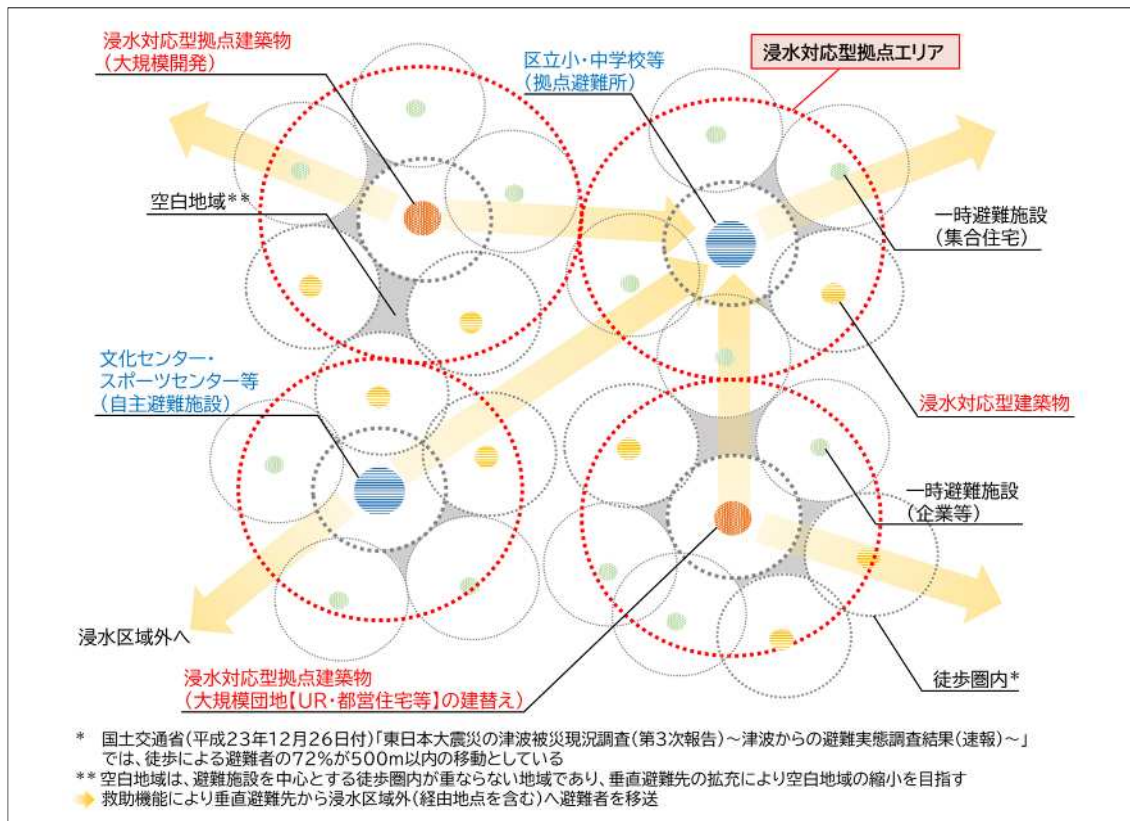 浸水対応型拠点建築物
(大規模開発)
区立小・中学校等
(拠点避難所)
浸水対応型拠点エリア
空白地域**
一時避難施設
(集合住宅)
文化センター・
スポーツセンター等
(自主避難施設)
浸水対応型建築物
一時避難施設
(企業等)
浸水区域外へ
浸水対応型拠点建築物
(大規模団地【UR・都営住宅等】の建替え)
徒歩圏内*
* 国土交通省(平成23年12月26日付)「東日本大震災の津波被災現況調査(第3次報告)~津波からの避難実態調査結果(速報)~」
では、徒歩による避難者の72%が500m以内の移動としている
** 空白地域は、避難施設を中心とする徒歩圏内が重ならない地域であり、垂直避難先の拡充により空白地域の縮小を目指す
救助機能により垂直避難先から浸水区域外(経由地点を含む)へ避難者を移送